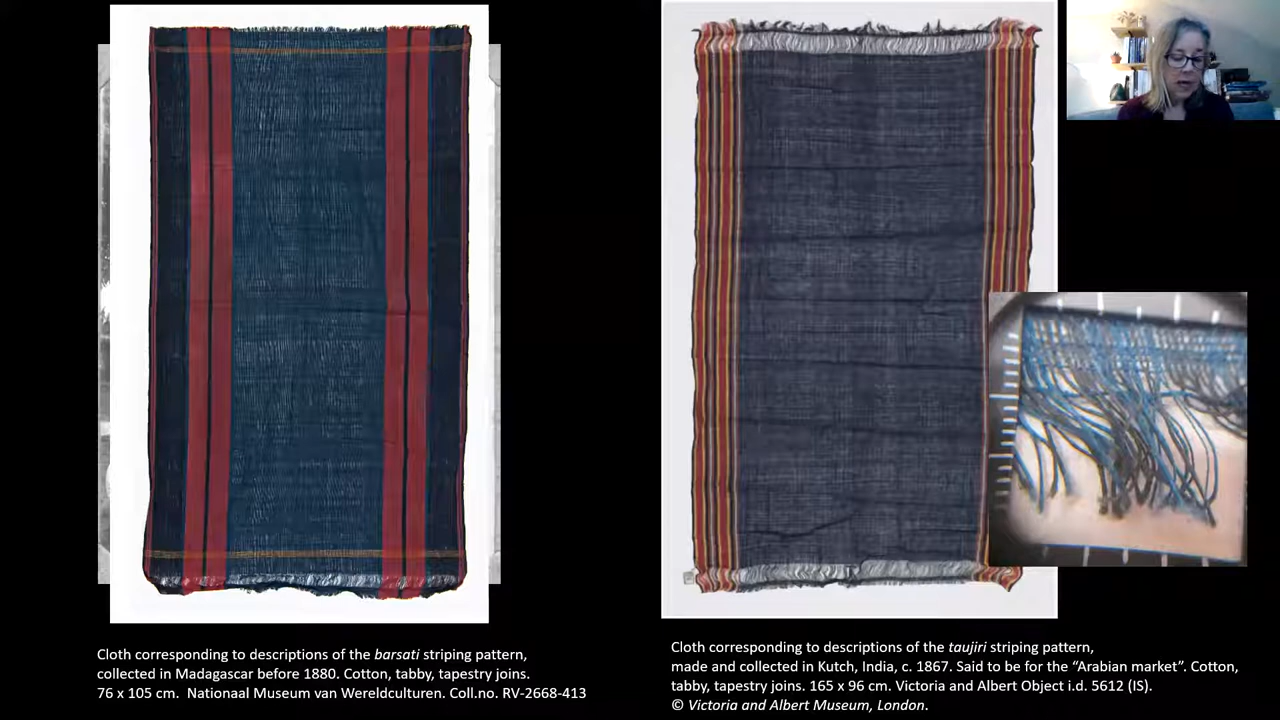 Cloth corresponding to descriptions of the barsati striping pattern,
collected in Madagascar before 1880. Cotton, tabby, tapestry joins.
76 x 105 cm.  Nationaal Museum van Wereldculturen. Coll.no. RV-2668-413
Cloth corresponding to descriptions of the taujiri striping pattern,
made and collected in Kutch, India, c. 1867. Said to be for the “Arabian market”. Cotton,
tabby, tapestry joins. 165 x 96 cm. Victoria and Albert Object i.d. 5612 (IS).
© Victoria and Albert Museum, London.